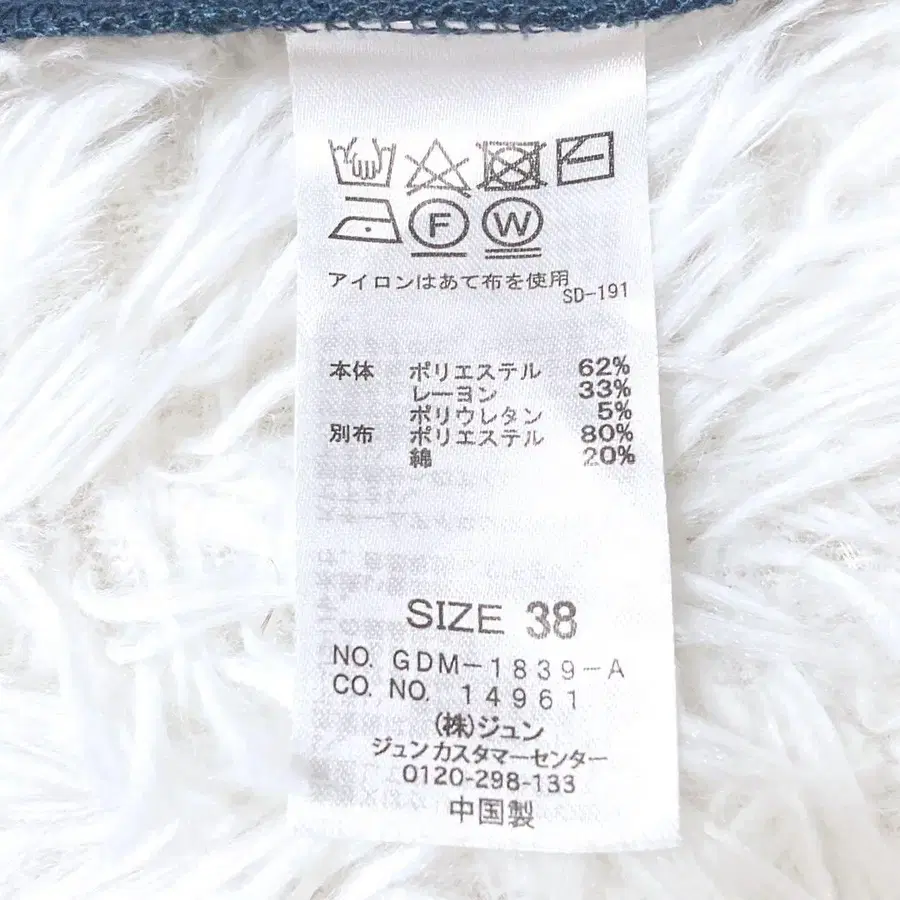 F W
アイロンはあて布を使用
SD-191
本体 ポリエステル 62%
レーヨン 33%
ポリウレタン 5%
別布 ポリエステル 80%
綿 20%
SIZE 38
NO. GDM-1839-A
CO. NO. 14961
(株)ジュン
ジュン カスタマーセンター
0120-298-133
中国製